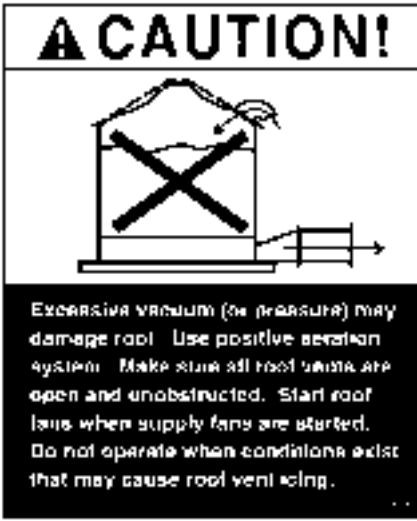 CAUTION!
Excessive vacuum (or pressure) may
damage roof. Use positive aeration
system. Make sure all roof vents are
open and unobstructed. Start roof
fans when supply fans are started.
Do not operate when conditions exist
that may cause roof vent icing.